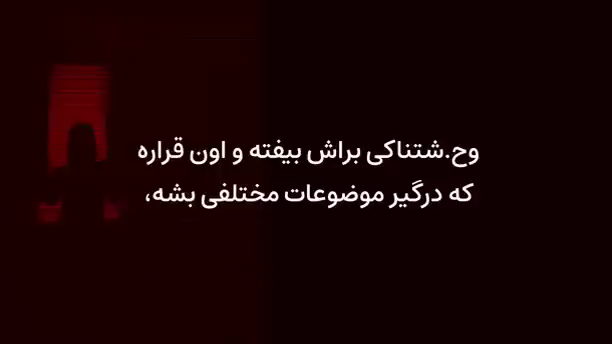 وح.شتناکی براش بیفته و اون قراره
که درگیر موضوعات مختلفی بشه،